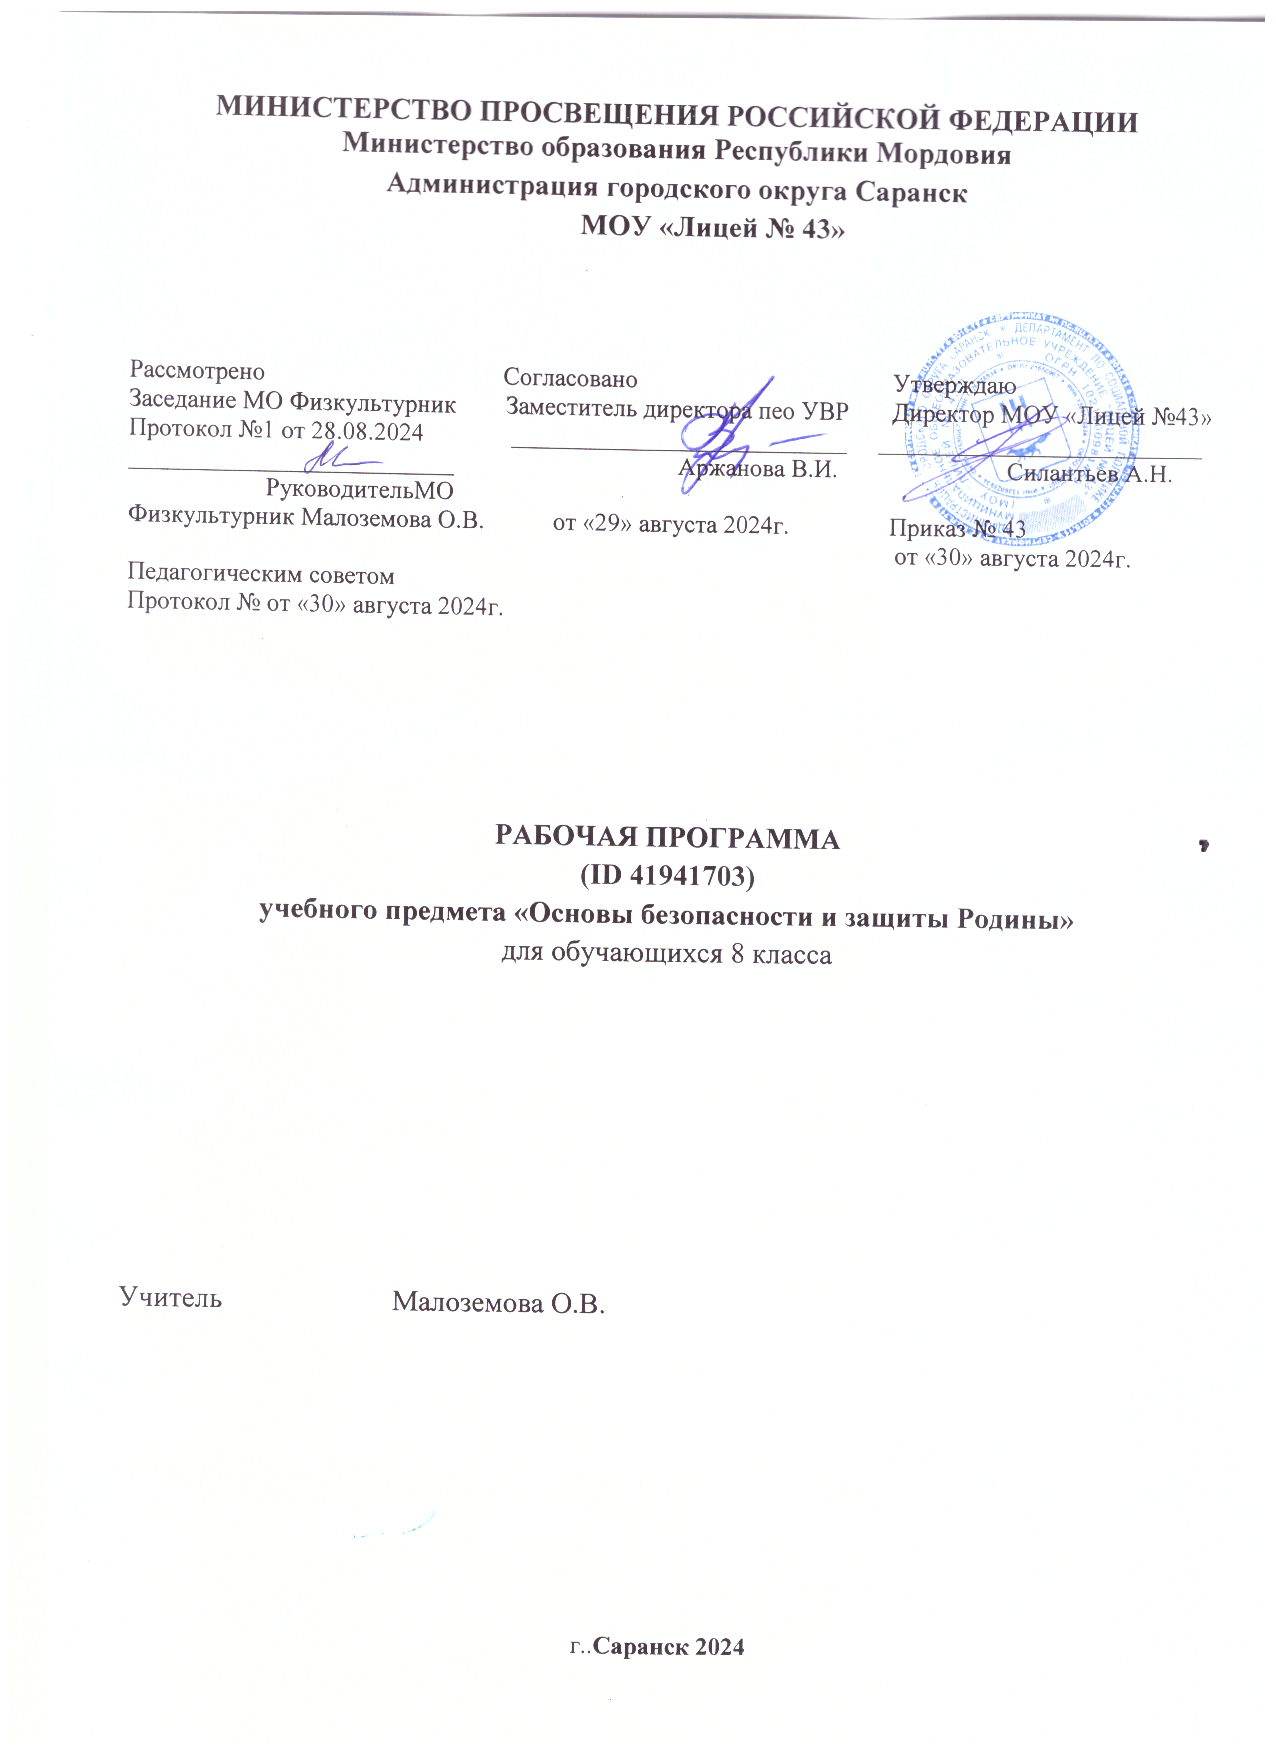 МИНИСТЕРСТВО ПРОСВЕЩЕНИЯ РОССИЙСКОЙ ФЕДЕРАЦИИ
Министерство образования Республики Мордовия
Администрация городского округа Саранск
МОУ «Лицей № 43»
Рассмотрено
Заседание МО Физкультурник
Протокол №1 от 28.08.2024
РуководительМО
Физкультурник Малоземова О.В.
Педагогическим советом
Протокол № от «30» августа 2024г.
Согласовано
Заместитель директора пео УВР
Аржанова В.И.
от «29» августа 2024г.
Утверждаю
Директор МОУ «Лицей №43»
Силантьев А.Н.
Приказ № 43
от «30» августа 2024г.
РАБОЧАЯ ПРОГРАММА
(ID 41941703)
учебного предмета «Основы безопасности и защиты Родины»
для обучающихся 8 класса
Учитель Малоземова О.В.
г..Саранск 2024